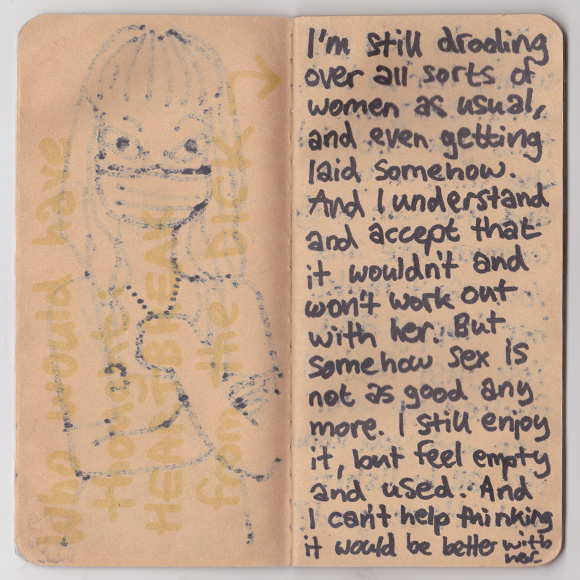 Who would have
thought
HEARTBREAK
from the DICK
I'm still drooling
over all sorts of
women as usual,
and even getting
laid somehow.
And I understand
and accept that
it wouldn't and
won't work out
with her. But
somehow sex is
not as good any
more. I still enjoy
it, but feel empty
and used. And
I can't help thinking
it would be better with
her.